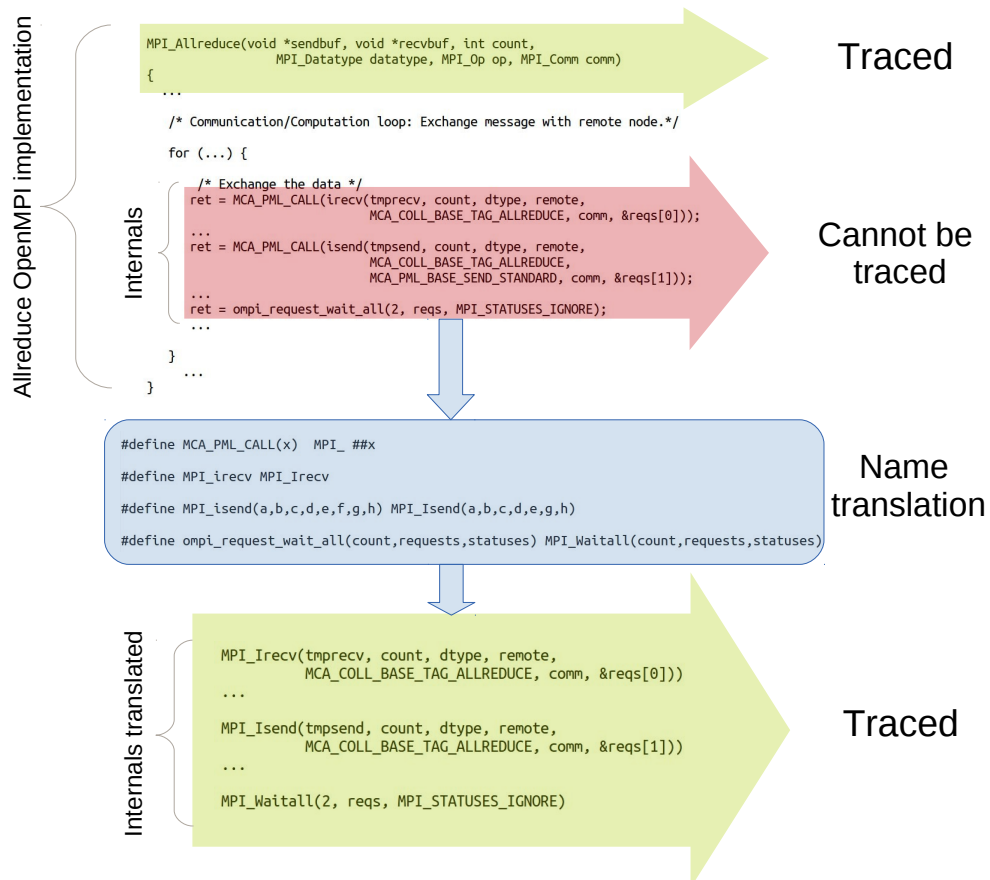 Allreduce OpenMPI implementation
MPI_Allreduce(void *sendbuf, void *recvbuf, int count,
MPI_Datatype datatype, MPI_Op op, MPI_Comm comm)
{
...
Traced
/* Communication/Computation loop: Exchange message with remote node.*/
for (...) {
Internals
/* Exchange the data */
ret = MCA_PML_CALL(irecv(tmprecv, count, dtype, remote,
MCA_COLL_BASE_TAG_ALLREDUCE, comm, &reqs[0]));
...
ret = MCA_PML_CALL(isend(tmpsend, count, dtype, remote,
MCA_COLL_BASE_TAG_ALLREDUCE,
MCA_PML_BASE_SEND_STANDARD, comm, &reqs[1]));
...
ret = ompi_request_wait_all(2, reqs, MPI_STATUSES_IGNORE);
...
Cannot be
traced
}
...
}
#define MCA_PML_CALL(x)  MPI_ ##x
#define MPI_irecv MPI_Irecv
#define MPI_isend(a,b,c,d,e,f,g,h) MPI_Isend(a,b,c,d,e,g,h)
#define ompi_request_wait_all(count,requests,statuses) MPI_Waitall(count,requests,statuses)
Name
translation
Internals translated
MPI_Irecv(tmprecv, count, dtype, remote,
MCA_COLL_BASE_TAG_ALLREDUCE, comm, &reqs[0]))
...
MPI_Isend(tmpsend, count, dtype, remote,
MCA_COLL_BASE_TAG_ALLREDUCE, comm, &reqs[1]))
...
MPI_Waitall(2, reqs, MPI_STATUSES_IGNORE)
Traced